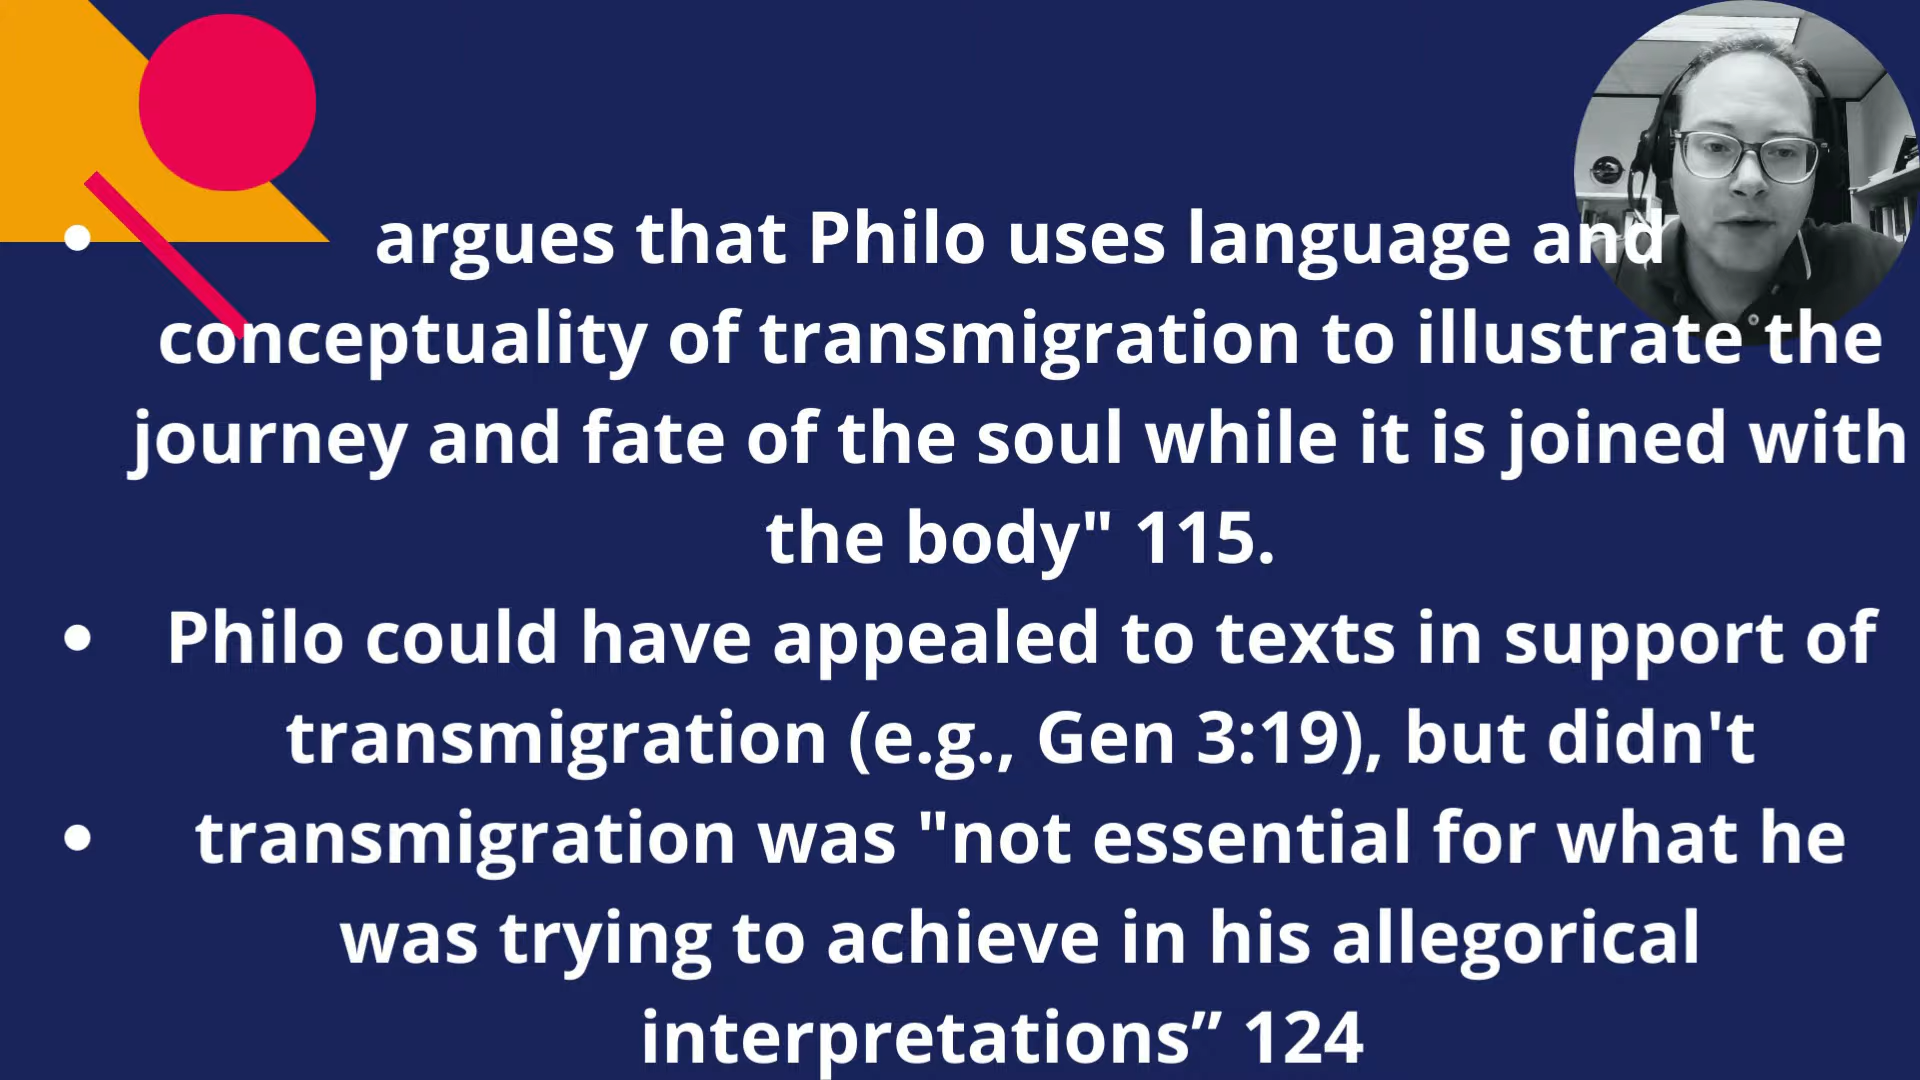 • argues that Philo uses language and
conceptuality of transmigration to illustrate the
journey and fate of the soul while it is joined with
the body" 115.
• Philo could have appealed to texts in support of
transmigration (e.g., Gen 3:19), but didn't
• transmigration was "not essential for what he
was trying to achieve in his allegorical
interpretations” 124